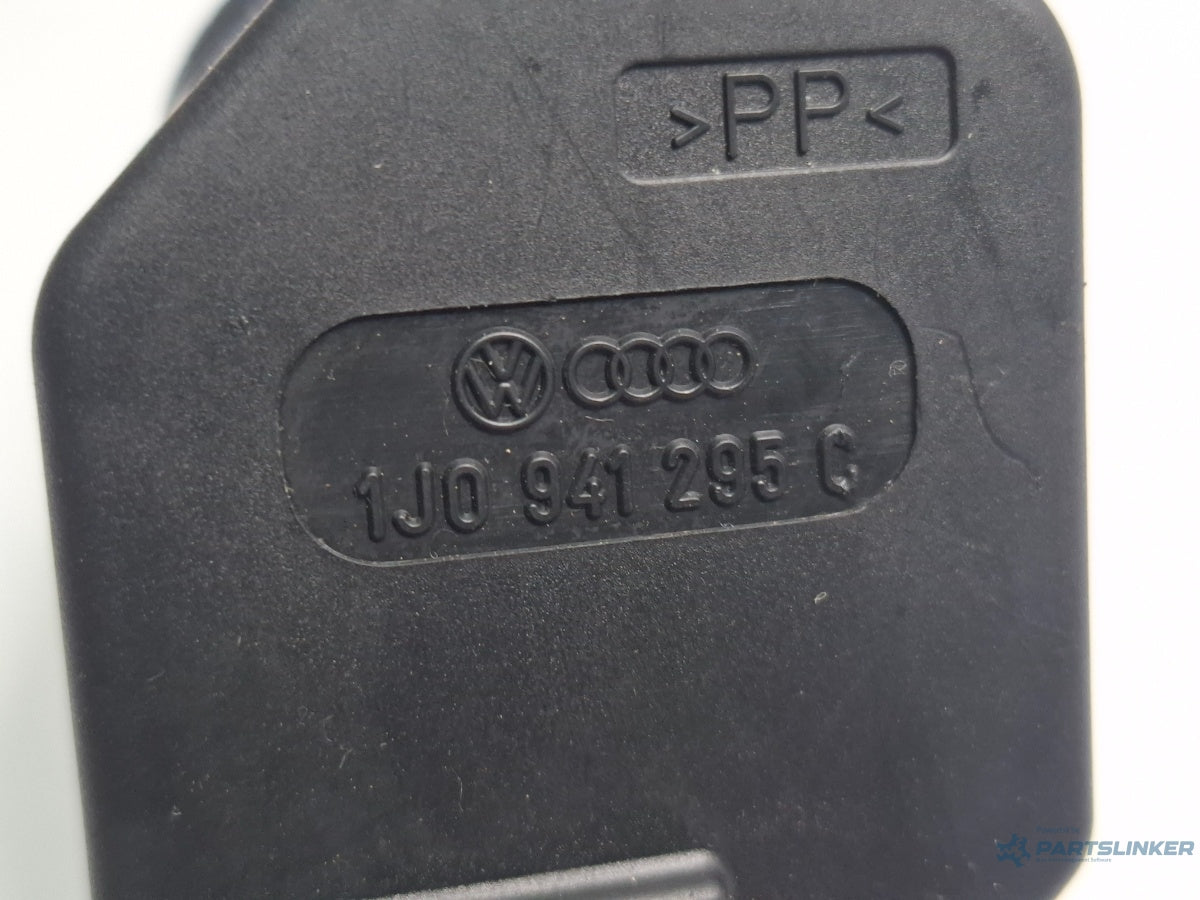 >PP<
1J0 941 295 C
PARTSLINKER